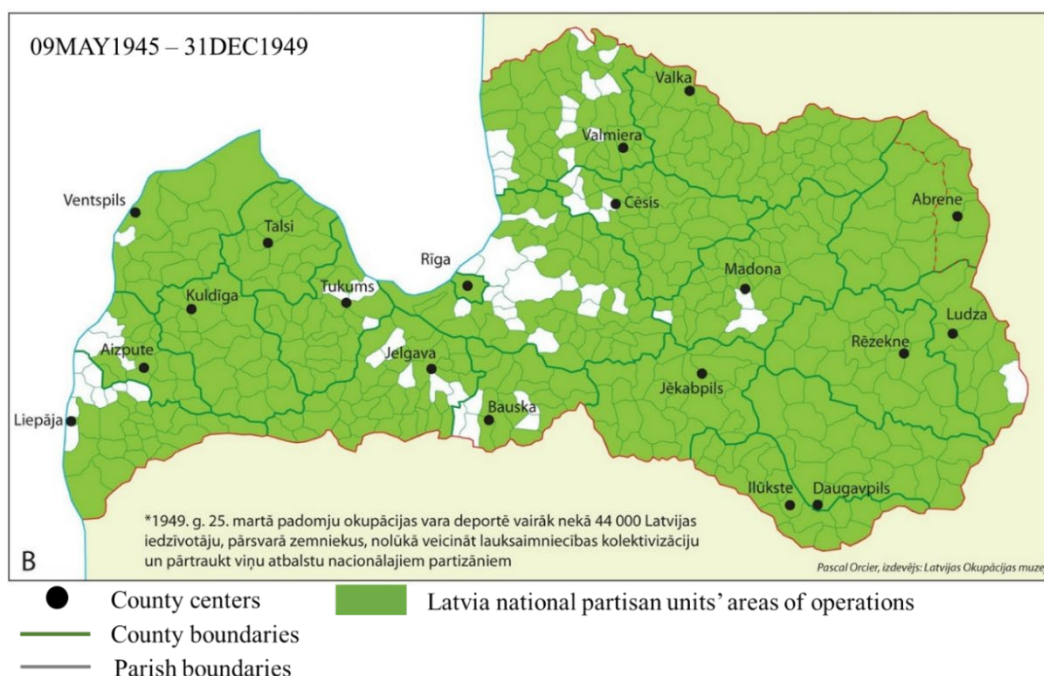 09MAY1945 – 31DEC1949
Valka
Valmiera
Ventspils
Cēsis
Abrene
Talsi
Rīga
Madona
Kuldīga
Tukums
Ludza
Aizpute
Jelgava
Rēzekne
Jēkabpils
Liepāja
Bauska
Ilūkste
Daugavpils
*1949. g. 25. martā padomju okupācijas vara deportē vairāk nekā 44 000 Latvijas
iedzīvotāju, pārsvarā zemniekus, nolūkā veicināt lauksaimniecības kolektivizāciju
un pārtraukt viņu atbalstu nacionālajiem partizāniem
B
Pascal Orcier, izdevējs: Latvijas Okupācijas muze
County centers
Latvia national partisan units' areas of operations
County boundaries
Parish boundaries